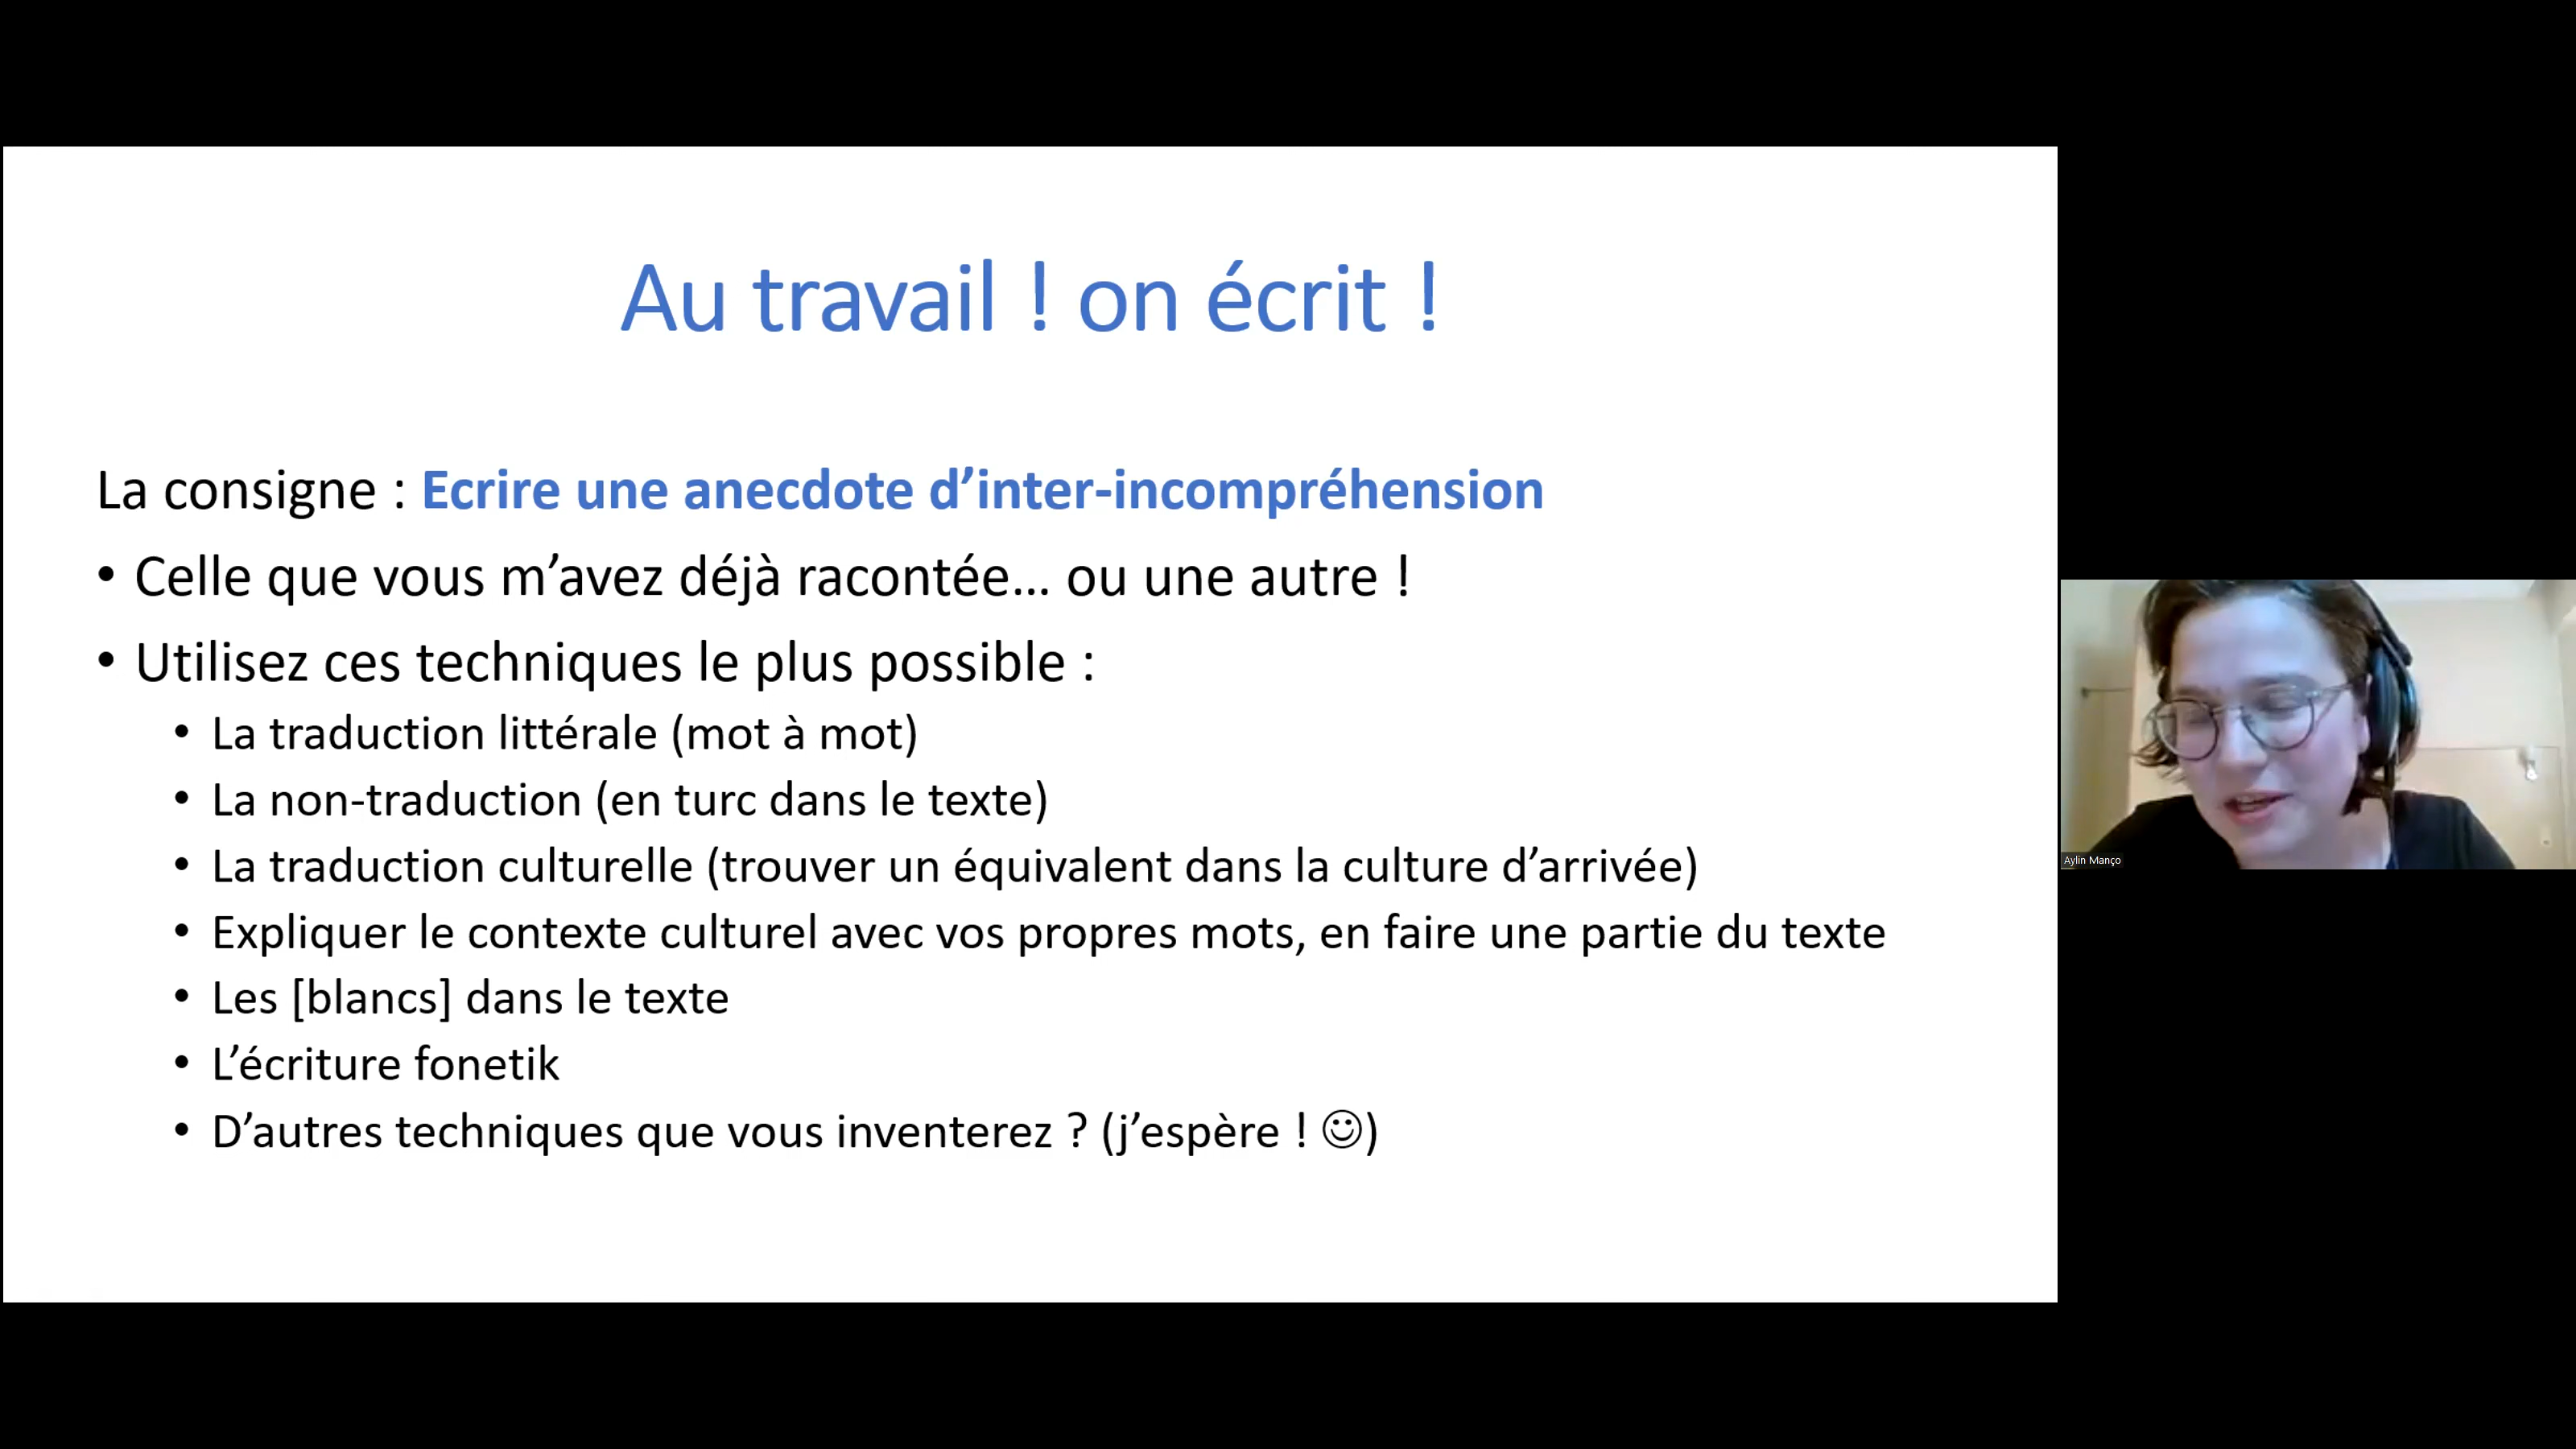 Au travail ! on écrit !
La consigne : Ecrire une anecdote d’inter-incompréhension
• Celle que vous m’avez déjà racontée… ou une autre !
• Utilisez ces techniques le plus possible :
• La traduction littérale (mot à mot)
• La non-traduction (en turc dans le texte)
• La traduction culturelle (trouver un équivalent dans la culture d’arrivée)
• Expliquer le contexte culturel avec vos propres mots, en faire une partie du texte
• Les [blancs] dans le texte
• L’écriture fonetik
• D’autres techniques que vous inventerez ? (j’espère ! ☺)
Aylin Manço